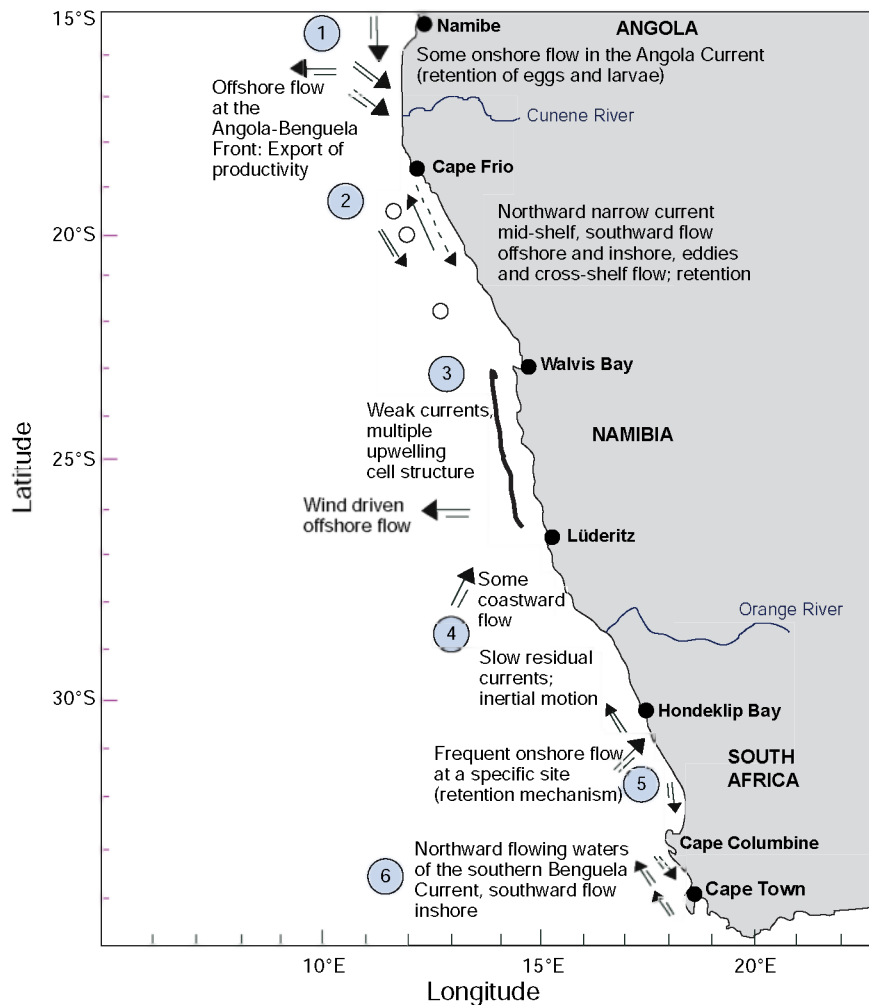 15°S
1
Namibe
ANGOLA
Some onshore flow in the Angola Current
(retention of eggs and larvae)
Offshore flow
at the
Angola-Benguela
Front: Export of
productivity
Cunene River
Cape Frio
2
20°S
Northward narrow current
mid-shelf, southward flow
offshore and inshore, eddies
and cross-shelf flow; retention
Walvis Bay
3
Weak currents,
multiple
upwelling
cell structure
NAMIBIA
25°S
Latitude
Wind driven
offshore flow
Lüderitz
Some
coastward
flow
4
Orange River
Slow residual
currents;
inertial motion
30°S
Hondeklip Bay
Frequent onshore flow
at a specific site
(retention mechanism)
5
SOUTH
AFRICA
Cape Columbine
6
Northward flowing waters
of the southern Benguela
Current, southward flow
inshore
Cape Town
10°E
15°E
20°E
Longitude